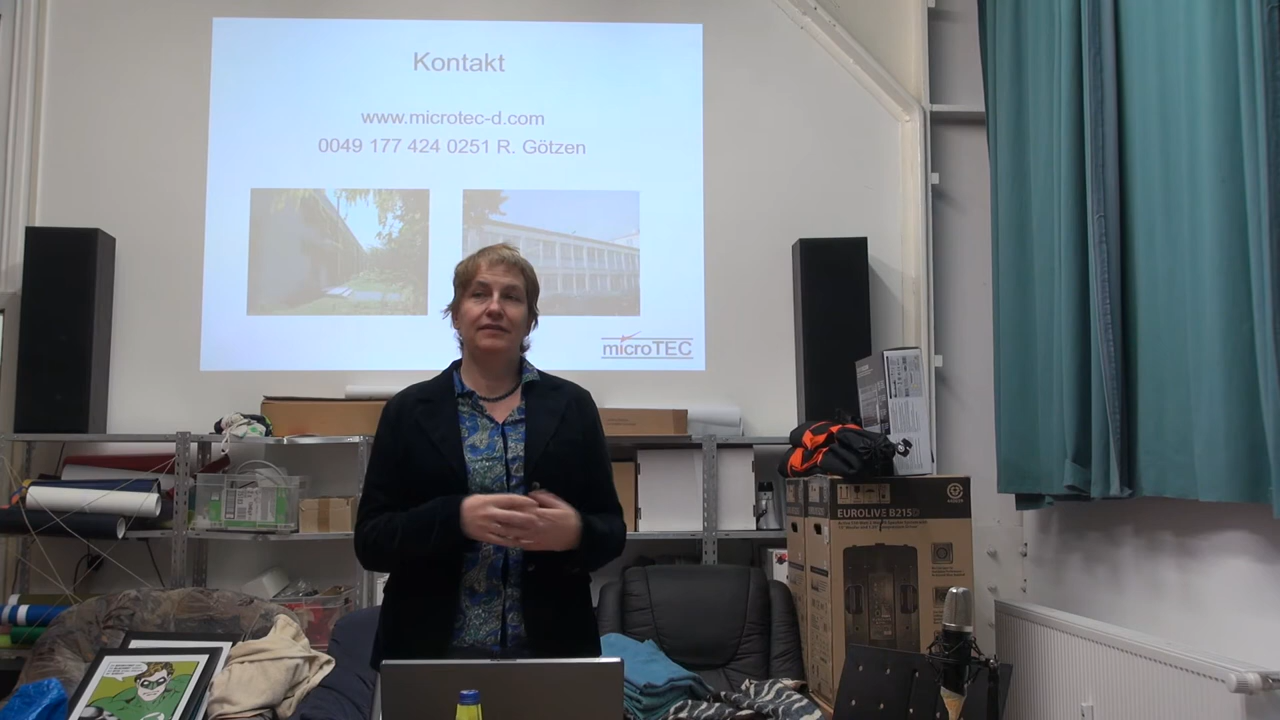 Kontakt
www.microtec-d.com
0049 177 424 0251 R. Götzen
microTEC
EUROLIVE B215D